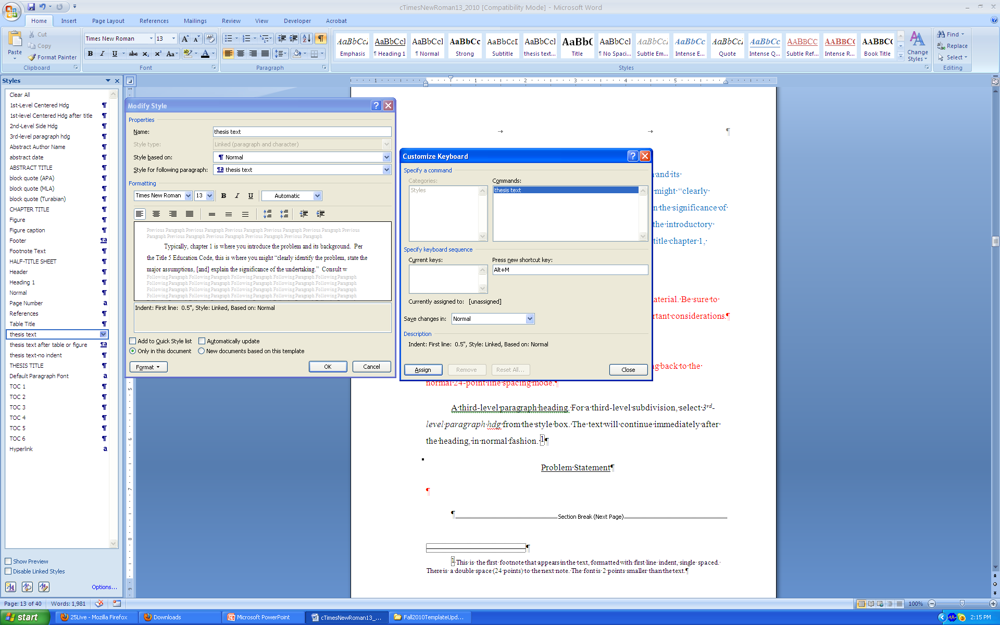 cTimesNewRoman13_2010 [Compatibility Mode] - Microsoft Word
Home Insert Page Layout References Mailings Review View Developer Acrobat
Paste
Cut
Copy
Format Painter
Clipboard
Times New Roman 13
Font
Paragraph
AaBbCcI AaBbCcI AaBbCcI AaBbCc AaBbCcI AaBbCcI AaBbC AaBbCcI AaBbCcI AaBbCcI AaBbCcI AaBbCcI AABBCC AABBCC AABBCC
Emphasis ¶ Heading 1 ¶ Normal Strong Subtitle thesis text... Title ¶ No Spaci... Subtle Em... Intense E... Quote Intense Q... Subtle Ref... Intense R... Book Title
Change Styles
Styles
Find
Replace
Select
Editing
Styles
Clear All
1st-Level Centered Hdg ¶
1st-level Centered Hdg after title ¶
2nd-Level Side Hdg ¶
3rd-level paragraph hdg ¶
Abstract Author Name ¶
abstract date ¶
ABSTRACT TITLE ¶
block quote (APA) ¶
block quote (MLA) ¶
block quote (Turabian) ¶
CHAPTER TITLE ¶
Figure ¶
Figure caption ¶
Footer ¶a
Footnote Text ¶
HALF-TITLE SHEET ¶
Header ¶
Heading 1 ¶
Normal ¶
Page Number a
References ¶
Table Title ¶
thesis text
thesis text after table or figure ¶a
thesis text-no indent ¶
THESIS TITLE ¶
Default Paragraph Font a
TOC 1 ¶
TOC 2 ¶
TOC 3 ¶
TOC 4 ¶
TOC 5 ¶
TOC 6 ¶
Hyperlink a
Show Preview
Disable Linked Styles
Options...
Modify Style
Properties
Name: thesis text
Style type: Linked (paragraph and character)
Style based on: ¶ Normal
Style for following paragraph: ¶a thesis text
Formatting
Times New Roman 13 B I U Automatic
Previous Paragraph Previous Paragraph Previous Paragraph Previous Paragraph Previous Paragraph Previous
Paragraph Previous Paragraph Previous Paragraph Previous Paragraph Previous Paragraph
Typically, chapter 1 is where you introduce the problem and its background. Per
the Title 5 Education Code, this is where you might “clearly identify the problem, state the
major assumptions, [and] explain the significance of the undertaking.” Consult w
Following Paragraph Following Paragraph Following Paragraph Following Paragraph Following Paragraph
Following Paragraph Following Paragraph Following Paragraph Following Paragraph Following Paragraph
Following Paragraph Following Paragraph Following Paragraph Following Paragraph Following Paragraph
Following Paragraph Following Paragraph Following Paragraph Following Paragraph Following Paragraph
Indent: First line: 0.5", Style: Linked, Based on: Normal
Add to Quick Style list Automatically update
Only in this document New documents based on this template
Format OK Cancel
Customize Keyboard
Specify a command
Categories: Commands:
Styles thesis text
Specify keyboard sequence
Current keys: Press new shortcut key:
Alt+M
Currently assigned to: [unassigned]
Save changes in: Normal
Description
Indent: First line: 0.5", Style: Linked, Based on: Normal
Assign Remove Reset All... Close
1 1 2 3 4 5
¶
and its
might “clearly
n the significance of
the introductory
title chapter 1,
aterial. Be sure to
rtant considerations.¶
g back to the
normal 24-point line spacing mode.¶
A third-level paragraph heading. For a third-level subdivision, select 3rd-
level paragraph hdg from the style box. The text will continue immediately after
the heading, in normal fashion. 1¶
Problem Statement¶
¶
¶Section Break (Next Page)
¶
1 This is the first footnote that appears in the text, formatted with first line indent, single spaced.
There is a double space (24 points) to the next note. The font is 2 points smaller than the text.¶
5
6
7
8
9
Page: 13 of 40 Words: 1,981 100%
start 25Live - Mozilla Firefox Downloads Microsoft PowerPoint cTimesNewRoman13_... Fall2010TemplateUpd... 2:15 PM